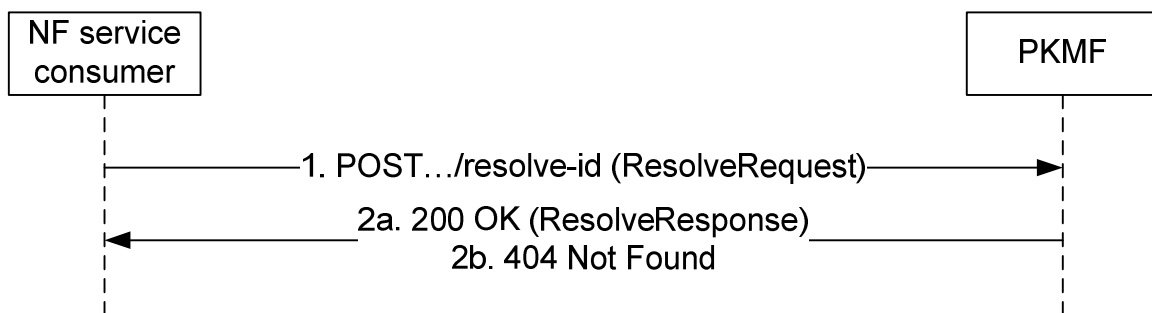 NF service
consumer
PKMF
1. POST…/resolve-id (ResolveRequest)
2a. 200 OK (ResolveResponse)
2b. 404 Not Found